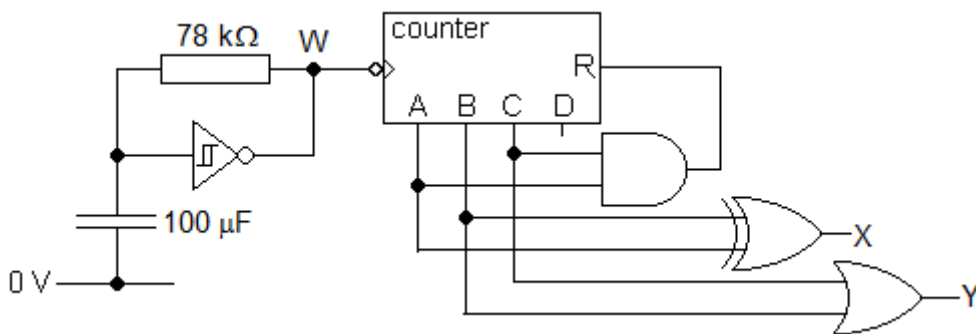 78 kΩ
W
counter
R
A B C D
100 µF
X
0 V
Y